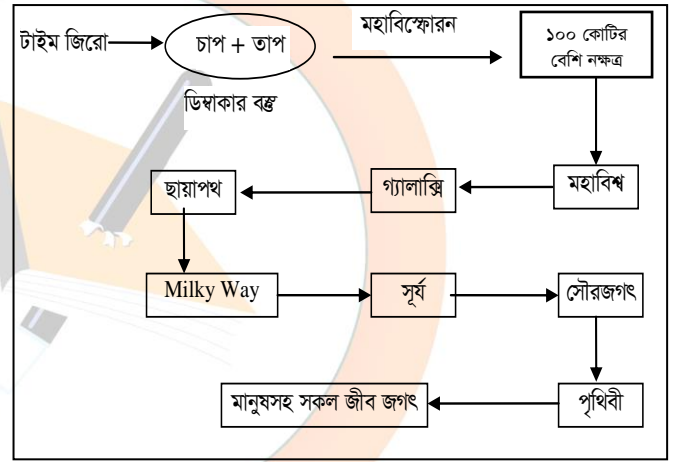 টাইম জিরো
চাপ + তাপ
মহাবিস্ফোরন
১০০ কোটির
বেশি নক্ষত্র
ডিম্বাকার বস্তু
ছায়াপথ
গ্যালাক্সি
মহাবিশ্ব
Milky Way
সূর্য
সৌরজগৎ
মানুষসহ সকল জীব জগৎ
পৃথিবী